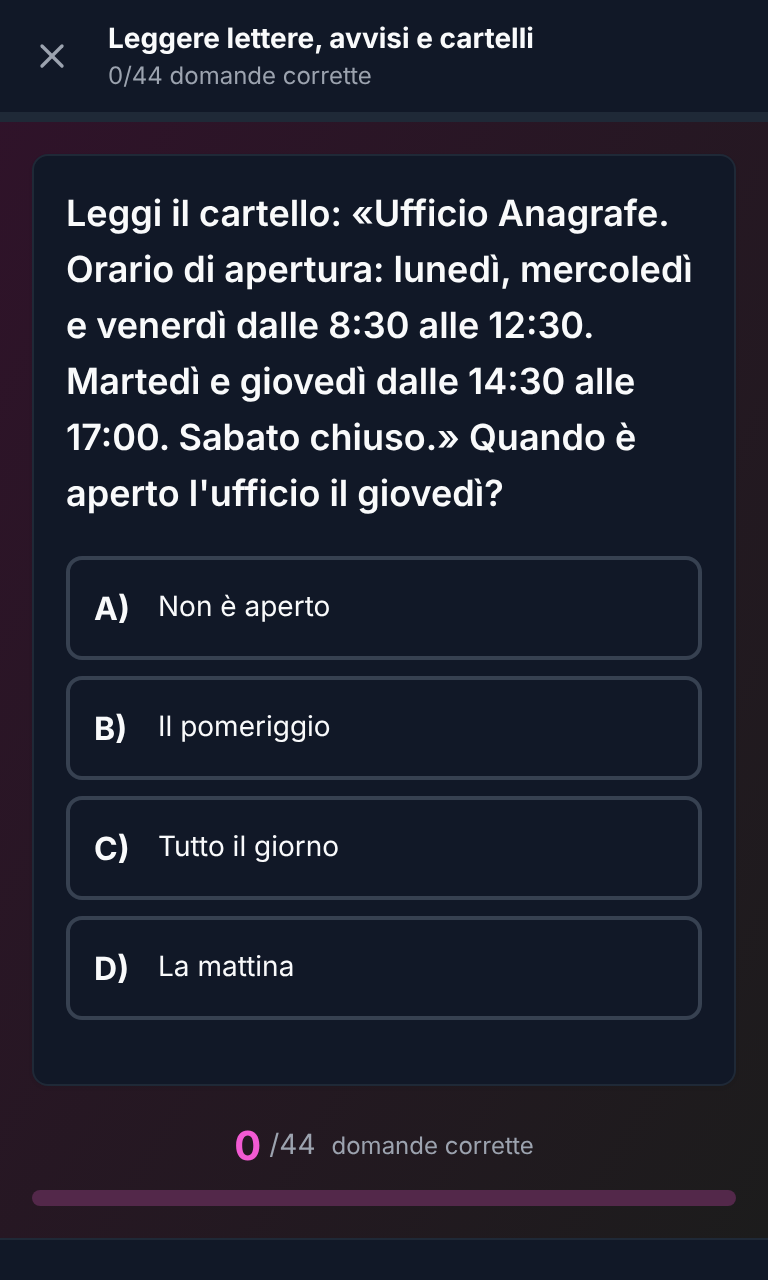 Leggere lettere, avvisi e cartelli
0/44 domande corrette
Leggi il cartello: «Ufficio Anagrafe.
Orario di apertura: lunedì, mercoledì
e venerdì dalle 8:30 alle 12:30.
Martedì e giovedì dalle 14:30 alle
17:00. Sabato chiuso.» Quando è
aperto l'ufficio il giovedì?
A) Non è aperto
B) Il pomeriggio
C) Tutto il giorno
D) La mattina
0 /44 domande corrette